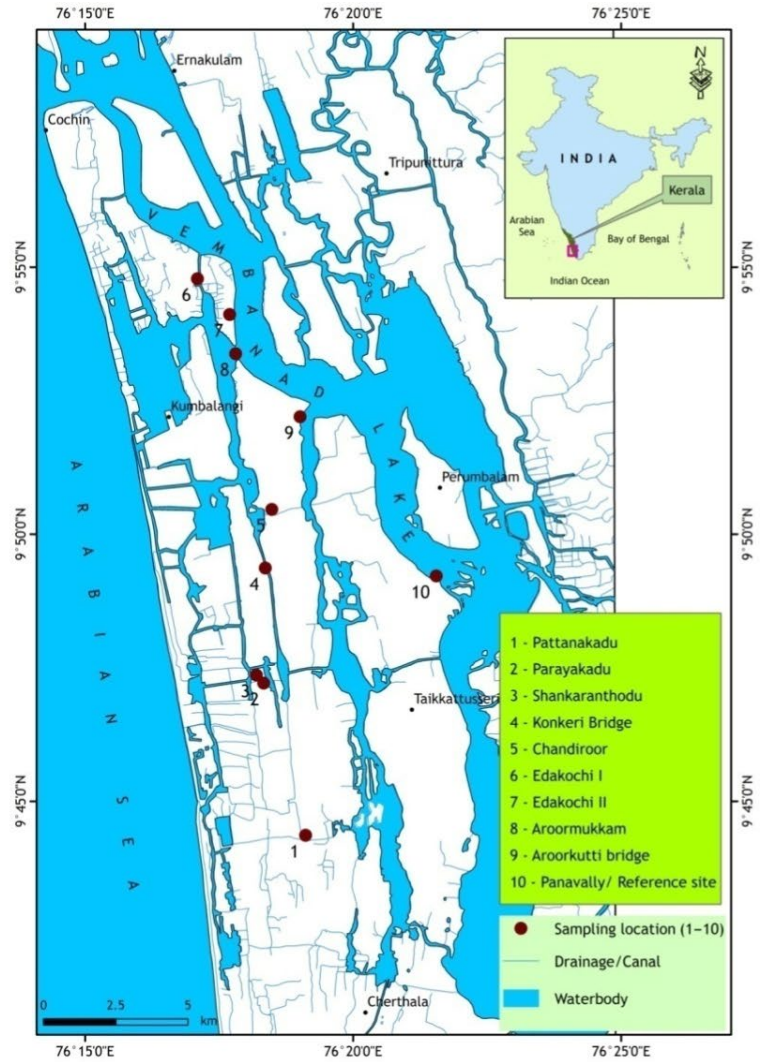 76°15'0"E 76°20'0"E 76°25'0"E
Ernakulam
Cochin
Tripunittura
N
INDIA
Kerala
Arabian
Sea
Bay of Bengal
Indian Ocean
VEMBANAD LAKE
9°55'0"N 9°55'0"N
6
7
8
Kumbalangi
9
ARABIAN SEA
Perumbalam
5
9°50'0"N 9°50'0"N
4
10
3
2
Taikkattusseri
9°45'0"N 9°45'0"N
1
Cherthala
1 - Pattanakadu
2 - Parayakadu
3 - Shankaranthodu
4 - Konkeri Bridge
5 - Chandiroor
6 - Edakochi I
7 - Edakochi II
8 - Aroormukkam
9 - Aroorkutti bridge
10 - Panavally/ Reference site
Sampling location (1–10)
Drainage/Canal
Waterbody
0 2.5 5
km
76°15'0"E 76°20'0"E 76°25'0"E